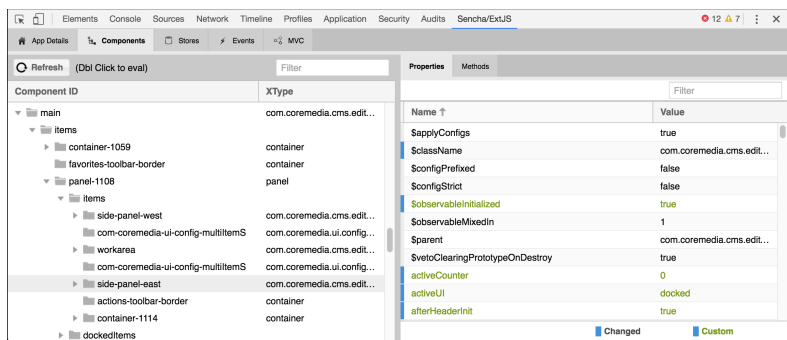 Elements Console Sources Network Timeline Profiles Application Security Audits Sencha/ExtJS 12 7
App Details Components Stores Events MVC
Refresh (Dbl Click to eval) Filter
Component ID XType
main com.coremedia.cms.edit...
items
container-1059 container
favorites-toolbar-border container
panel-1108 panel
items
side-panel-west com.coremedia.cms.edit...
com-coremedia-ui-config-multiItemS com.coremedia.ui.config...
workarea com.coremedia.cms.edit...
com-coremedia-ui-config-multiItemS com.coremedia.ui.config...
side-panel-east com.coremedia.cms.edit...
actions-toolbar-border container
container-1114 container
dockedItems
Properties Methods
Filter
Name Value
$applyConfigs true
$className com.coremedia.cms.edit...
$configPrefixed false
$configStrict false
$observableInitialized true
$observableMixedIn 1
$parent com.coremedia.cms.edit...
$vetoClearingPrototypeOnDestroy true
activeCounter 0
activeUI docked
afterHeaderInit true
Changed Custom